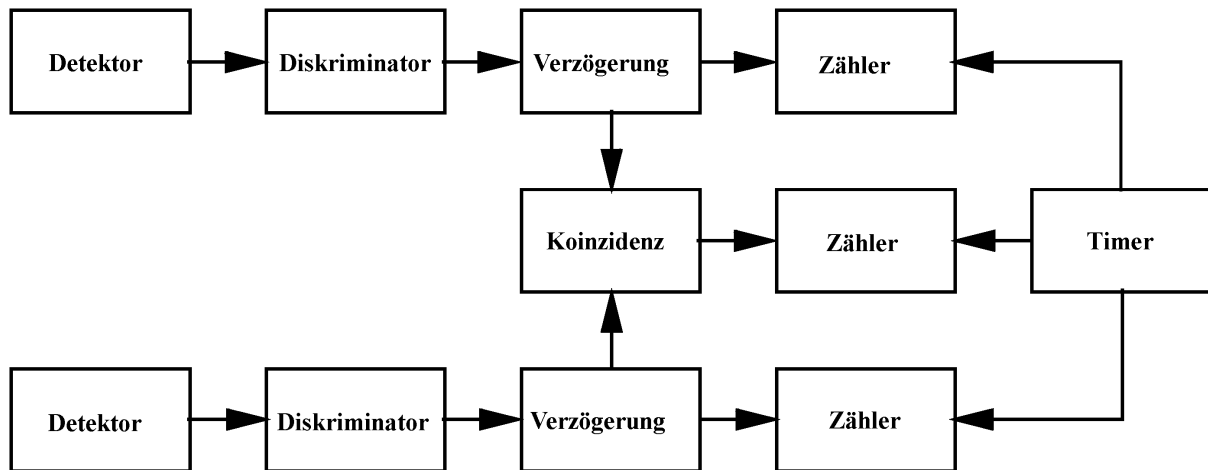 Detektor
Diskriminator
Verzögerung
Zähler
Koinzidenz
Zähler
Timer
Detektor
Diskriminator
Verzögerung
Zähler